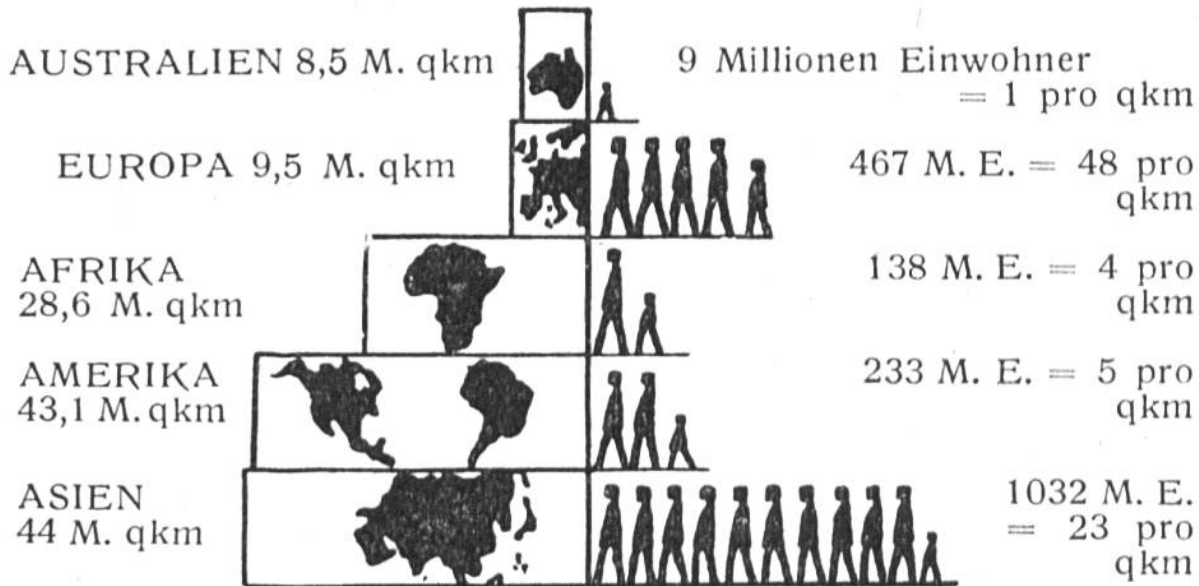 AUSTRALIEN 8,5 M. qkm
9 Millionen Einwohner
= 1 pro qkm
EUROPA 9,5 M. qkm
467 M. E. = 48 pro
qkm
AFRIKA
28,6 M. qkm
138 M. E. = 4 pro
qkm
AMERIKA
43,1 M. qkm
233 M. E. = 5 pro
qkm
ASIEN
44 M. qkm
1032 M. E.
= 23 pro
qkm